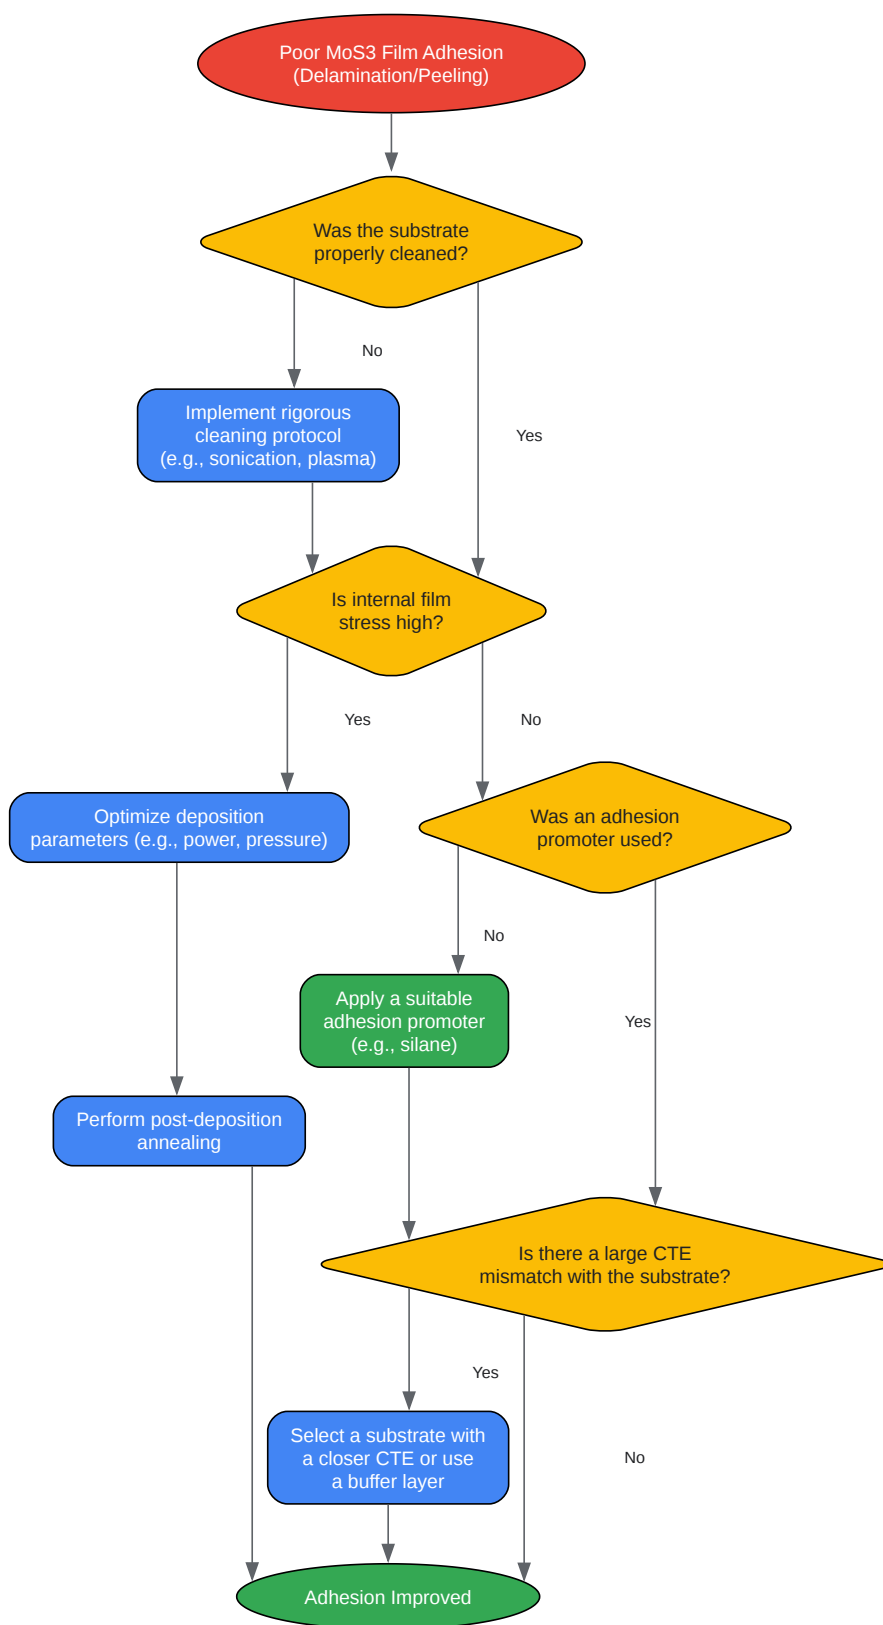 Poor MoS3 Film Adhesion
(Delamination/Peeling)
Was the substrate
properly cleaned?
No
Implement rigorous
cleaning protocol
(e.g., sonication, plasma)
Yes
Is internal film
stress high?
Yes
No
Optimize deposition
parameters (e.g., power, pressure)
Was an adhesion
promoter used?
No
Apply a suitable
adhesion promoter
(e.g., silane)
Yes
Perform post-deposition
annealing
Is there a large CTE
mismatch with the substrate?
Yes
Select a substrate with
a closer CTE or use
a buffer layer
No
Adhesion Improved